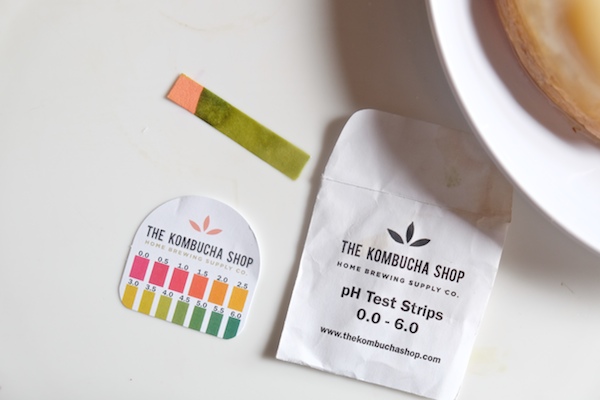 THE KOMBUCHA SHOP
HOME BREWING SUPPLY CO.
0.0 0.5 1.0 1.5 2.0 2.5
3.0 3.5 4.0 4.5 5.0 5.5 6.0
THE KOMBUCHA SHOP
HOME BREWING SUPPLY CO.
pH Test Strips
0.0 - 6.0
www.thekombuchashop.com